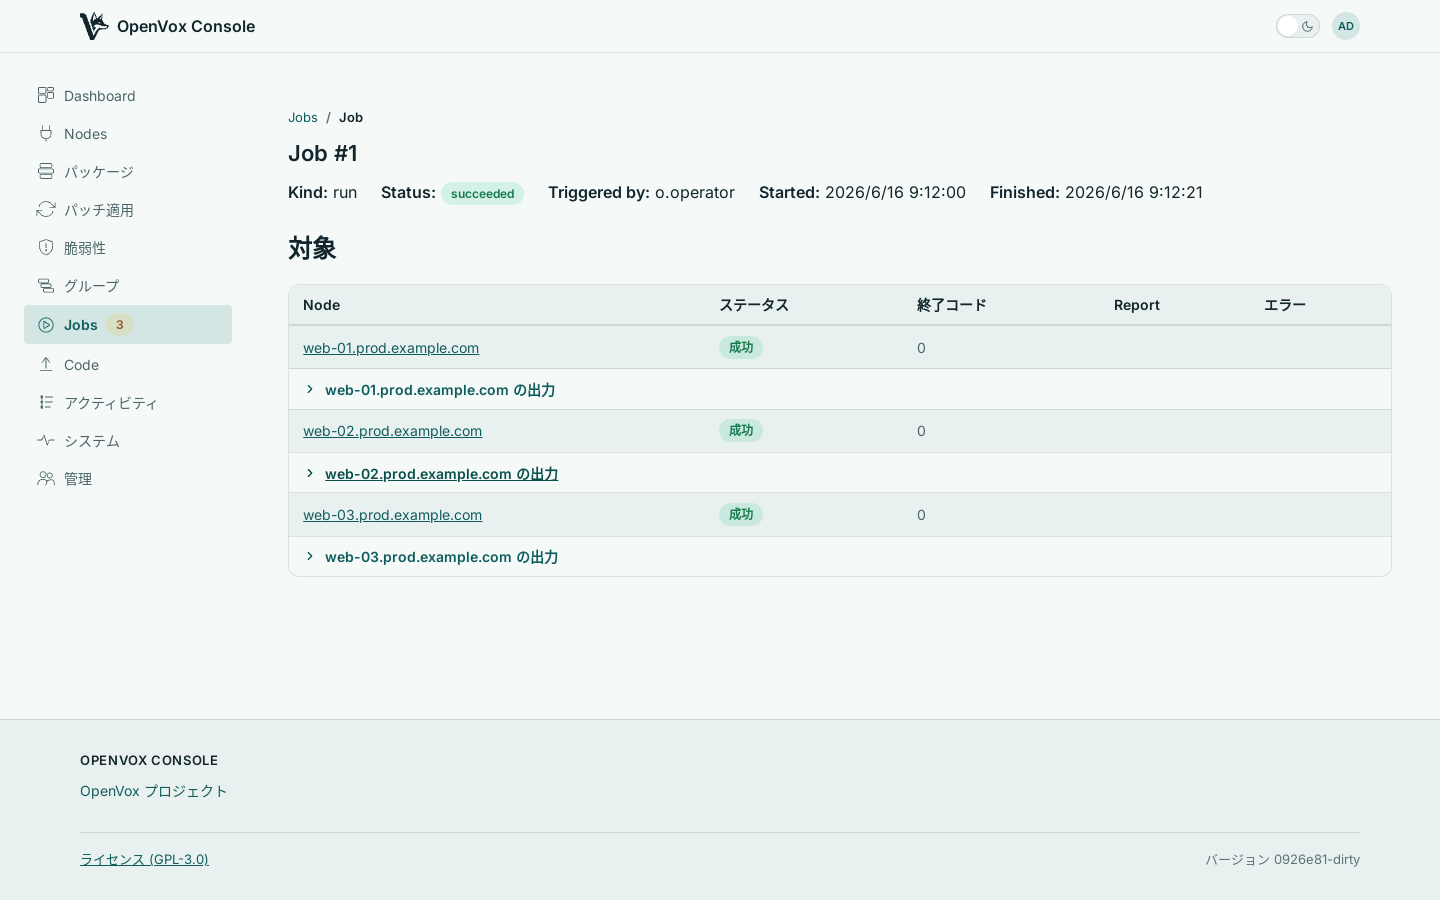 OpenVox Console
AD
Dashboard
Nodes
パッケージ
パッチ適用
脆弱性
グループ
Jobs 3
Code
アクティビティ
システム
管理
Jobs / Job
Job #1
Kind: run Status: succeeded Triggered by: o.operator Started: 2026/6/16 9:12:00 Finished: 2026/6/16 9:12:21
対象
Node ステータス 終了コード Report エラー
web-01.prod.example.com 成功 0
web-01.prod.example.com の出力
web-02.prod.example.com 成功 0
web-02.prod.example.com の出力
web-03.prod.example.com 成功 0
web-03.prod.example.com の出力
OPENVOX CONSOLE
OpenVox プロジェクト
ライセンス (GPL-3.0)
バージョン 0926e81-dirty